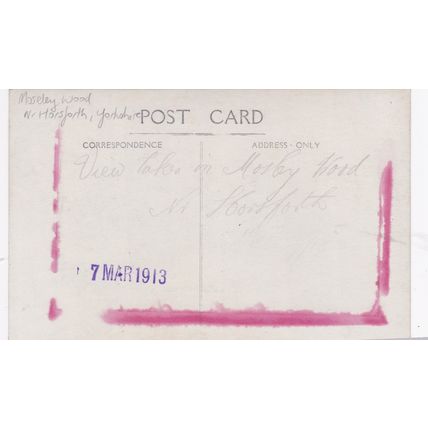 Moseley Wood
Nr Horsforth, Yorkshire
POST CARD
CORRESPONDENCE
ADDRESS - ONLY
View taken in Mosley Wood
Nr Horsforth
7 MAR 1913